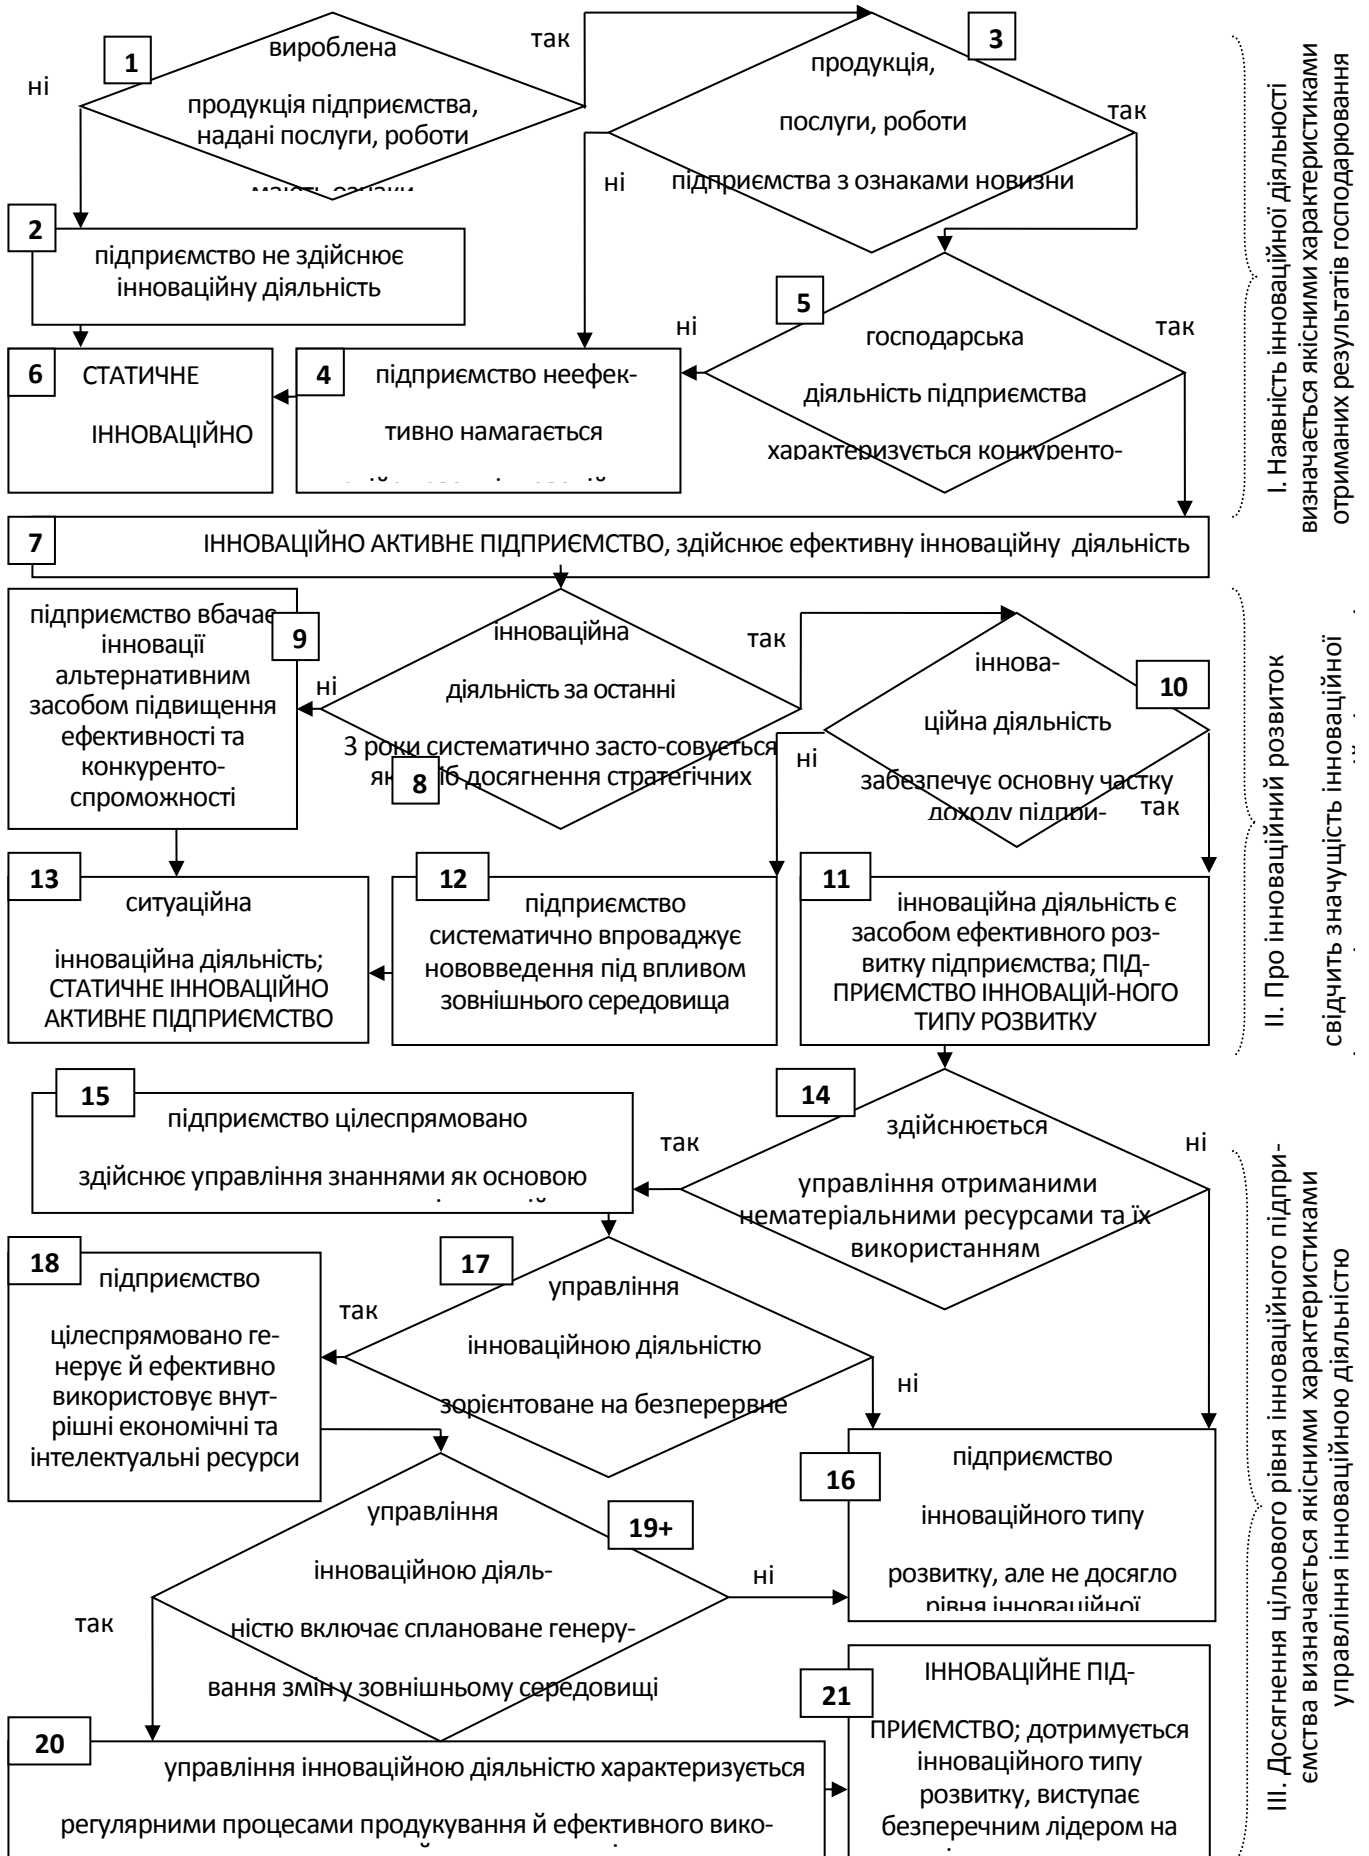 1
вироблена
продукція підприємства,
надані послуги, роботи
мають ознаки
ні
так
3
продукція,
послуги, роботи
підприємства з ознаками новизни
ні
так
2
підприємство не здійснює
інноваційну діяльність
5
господарська
діяльність підприємства
характеризується конкуренто-
ні
так
6
СТАТИЧНЕ
ІННОВАЦІЙНО
4
підприємство неефек-
тивно намагається
7
ІННОВАЦІЙНО АКТИВНЕ ПІДПРИЄМСТВО, здійснює ефективну інноваційну діяльність
I. Наявність інноваційної діяльності
визначається якісними характеристиками
отриманих результатів господарювання
9
підприємство вбачає
інновації
альтернативним
засобом підвищення
ефективності та
конкуренто-
спроможності
ні
8
інноваційна
діяльність за останні
3 роки систематично засто-совується
досягнення стратегічних
так
10
іннова-
ційна діяльність
забезпечує основну частку
доходу підпри-
ні
так
13
ситуаційна
інноваційна діяльність;
СТАТИЧНЕ ІННОВАЦІЙНО
АКТИВНЕ ПІДПРИЄМСТВО
12
підприємство
систематично впроваджує
нововведення під впливом
зовнішнього середовища
11
інноваційна діяльність є
засобом ефективного роз-
витку підприємства; ПІД-
ПРИЄМСТВО ІННОВАЦІЙ-НОГО
ТИПУ РОЗВИТКУ
II. Про інноваційний розвиток
свідчить значущість інноваційної
15
підприємство цілеспрямовано
здійснює управління знаннями як основою
14
здійснюється
управління отриманими
нематеріальними ресурсами та їх
використанням
так
ні
18
підприємство
цілеспрямовано ге-
нерує й ефективно
використовує внут-
рішні економічні та
інтелектуальні ресурси
17
управління
інноваційною діяльністю
зорієнтоване на безперервне
так
ні
16
підприємство
інноваційного типу
розвитку, але не досягло
рівня інноваційної
19+
управління
інноваційною діяль-
ністю включає сплановане генеру-
вання змін у зовнішньому середовищі
так
ні
20
управління інноваційною діяльністю характеризується
регулярними процесами продукування й ефективного вико-
21
ІННОВАЦІЙНЕ ПІД-
ПРИЄМСТВО; дотримується
інноваційного типу
розвитку, виступає
безперечним лідером на
III. Досягнення цільового рівня інноваційного підпри-
ємства визначається якісними характеристиками
управління інноваційною діяльністю